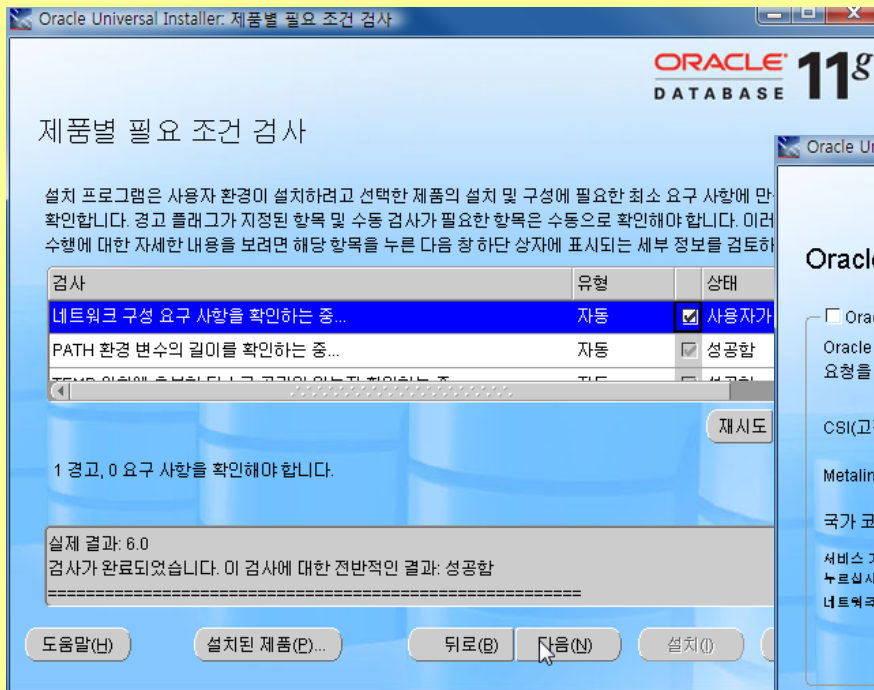 Oracle Universal Installer: 제품별 필요 조건 검사
ORACLE
DATABASE 11g
제품별 필요 조건 검사
설치 프로그램은 사용자 환경이 설치하려고 선택한 제품의 설치 및 구성에 필요한 최소 요구 사항에 만
확인합니다. 경고 플래그가 지정된 항목 및 수동 검사가 필요한 항목은 수동으로 확인해야 합니다. 이러
수행에 대한 자세한 내용을 보려면 해당 항목을 누른 다음 창 하단 상자에 표시되는 세부 정보를 검토하
검사 유형 상태
네트워크 구성 요구 사항을 확인하는 중... 자동 사용자가
PATH 환경 변수의 길이를 확인하는 중... 자동 성공함
재시도
1 경고, 0 요구 사항을 확인해야 합니다.
실제 결과: 6.0
검사가 완료되었습니다. 이 검사에 대한 전반적인 결과: 성공함
========================================================
도움말(H) 설치된 제품(P)... 뒤로(B) 다음(N) 설치(I)
Oracle Un
Oracle
Orac
Oracle
요청을
CSI(고
Metalin
국가 코
서비스
누르십시
네트워크